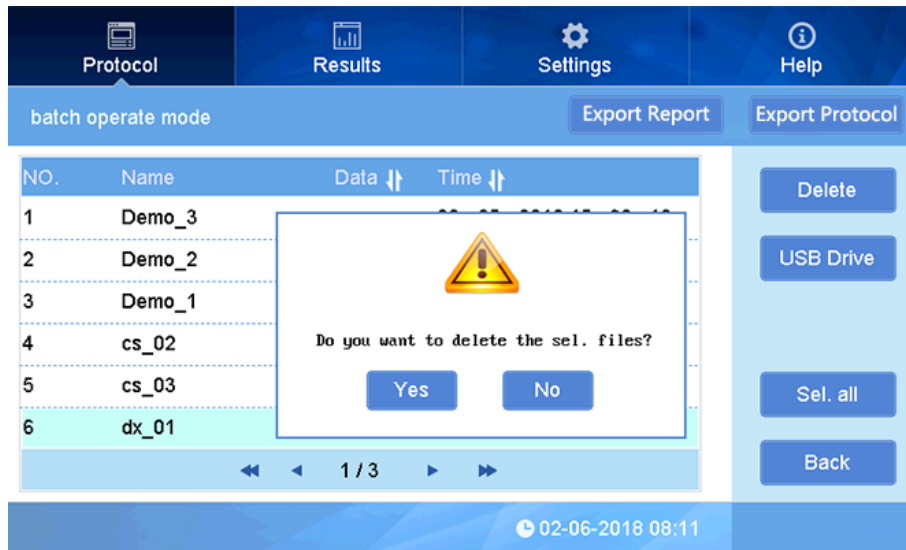 Protocol Results Settings Help
batch operate mode Export Report Export Protocol
NO. Name Data Time
1 Demo_3
2 Demo_2
3 Demo_1
4 cs_02
5 cs_03
6 dx_01
Do you want to delete the sel. files?
Yes No
1 / 3
Delete
USB Drive
Sel. all
Back
02-06-2018 08:11